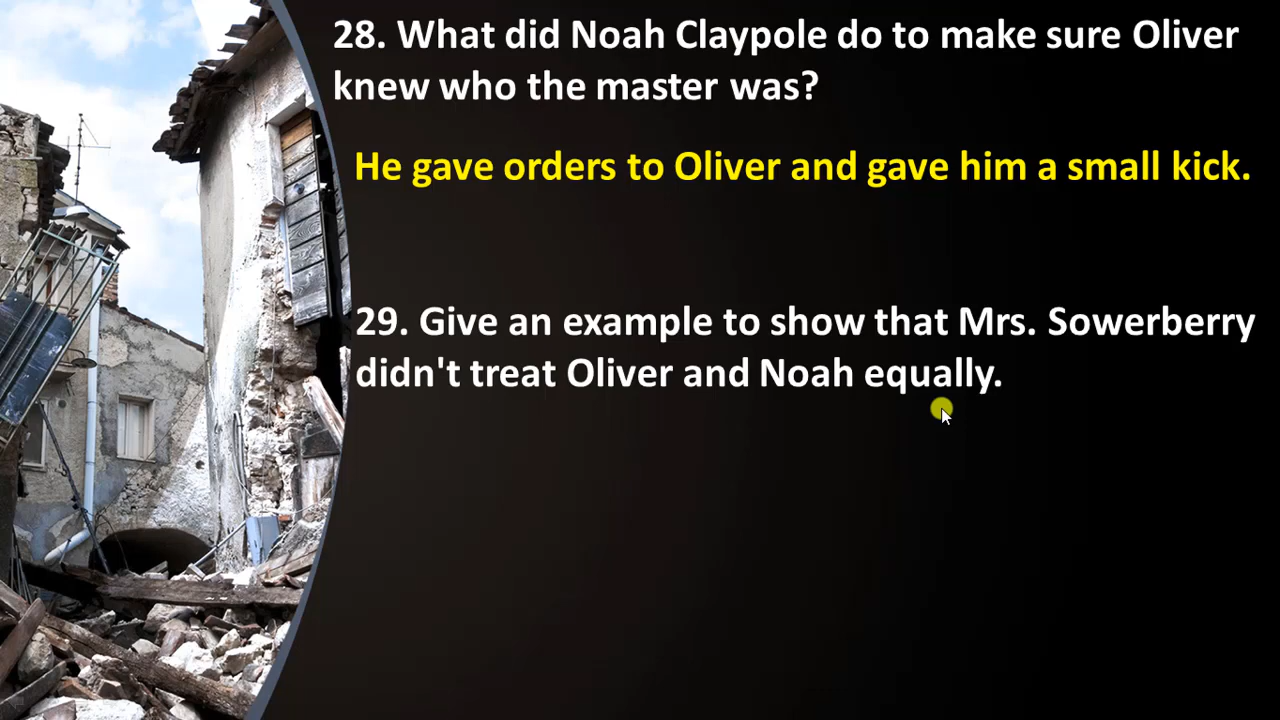 28. What did Noah Claypole do to make sure Oliver
knew who the master was?
He gave orders to Oliver and gave him a small kick.
29. Give an example to show that Mrs. Sowerberry
didn't treat Oliver and Noah equally.